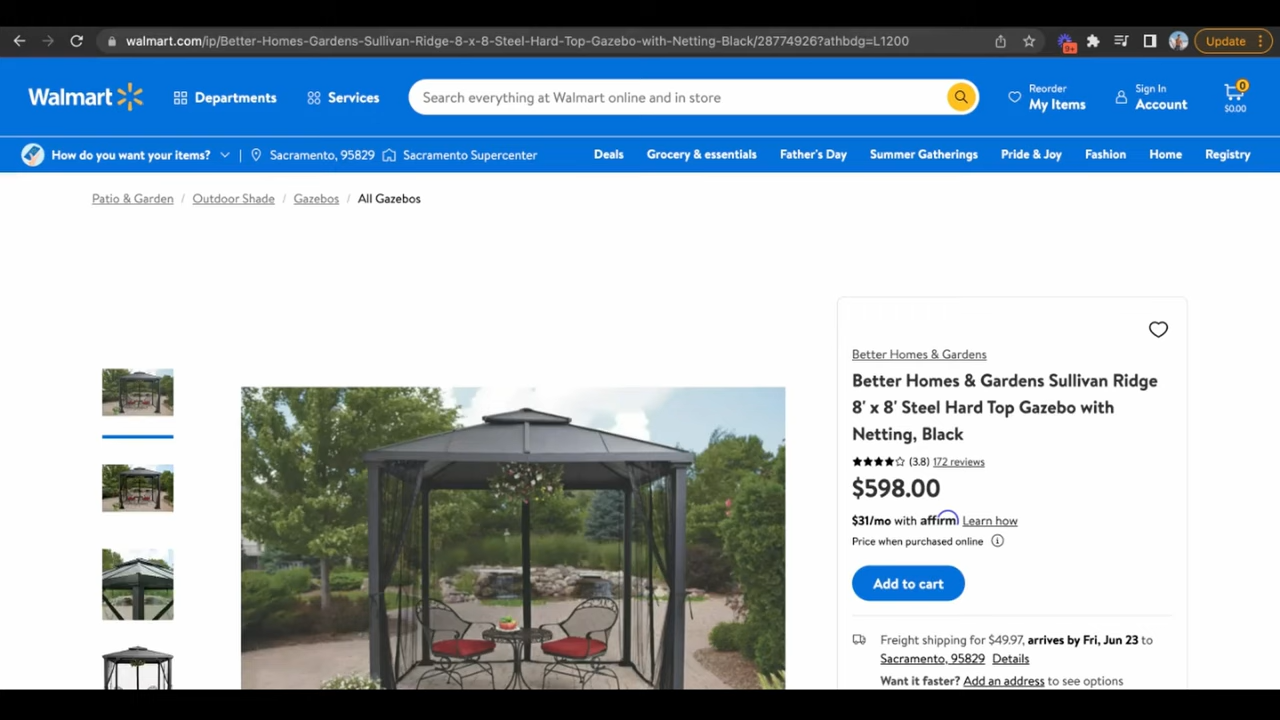 walmart.com/ip/Better-Homes-Gardens-Sullivan-Ridge-8-x-8-Steel-Hard-Top-Gazebo-with-Netting-Black/28774926?athbdg=L1200
9+
Update
Walmart
Departments
Services
Search everything at Walmart online and in store
Reorder
My Items
Sign In
Account
0
$0.00
How do you want your items? | Sacramento, 95829 Sacramento Supercenter
Deals Grocery & essentials Father's Day Summer Gatherings Pride & Joy Fashion Home Registry
Patio & Garden / Outdoor Shade / Gazebos / All Gazebos
Better Homes & Gardens
Better Homes & Gardens Sullivan Ridge
8' x 8' Steel Hard Top Gazebo with
Netting, Black
(3.8) 172 reviews
$598.00
$31/mo with affirm Learn how
Price when purchased online
Add to cart
Freight shipping for $49.97, arrives by Fri, Jun 23 to
Sacramento, 95829 Details
Want it faster? Add an address to see options